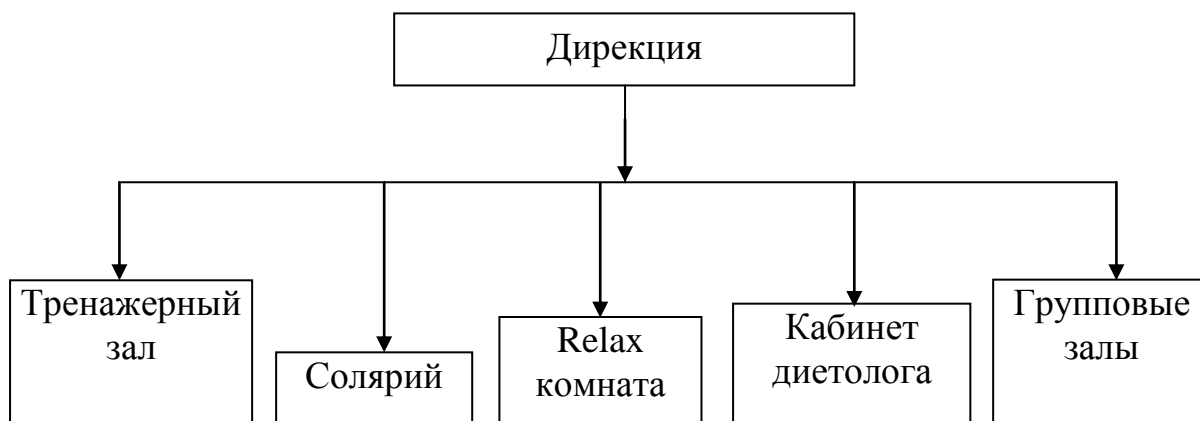 Дирекция
Тренажерный
зал
Солярий
Relax
комната
Кабинет
диетолога
Групповые
залы